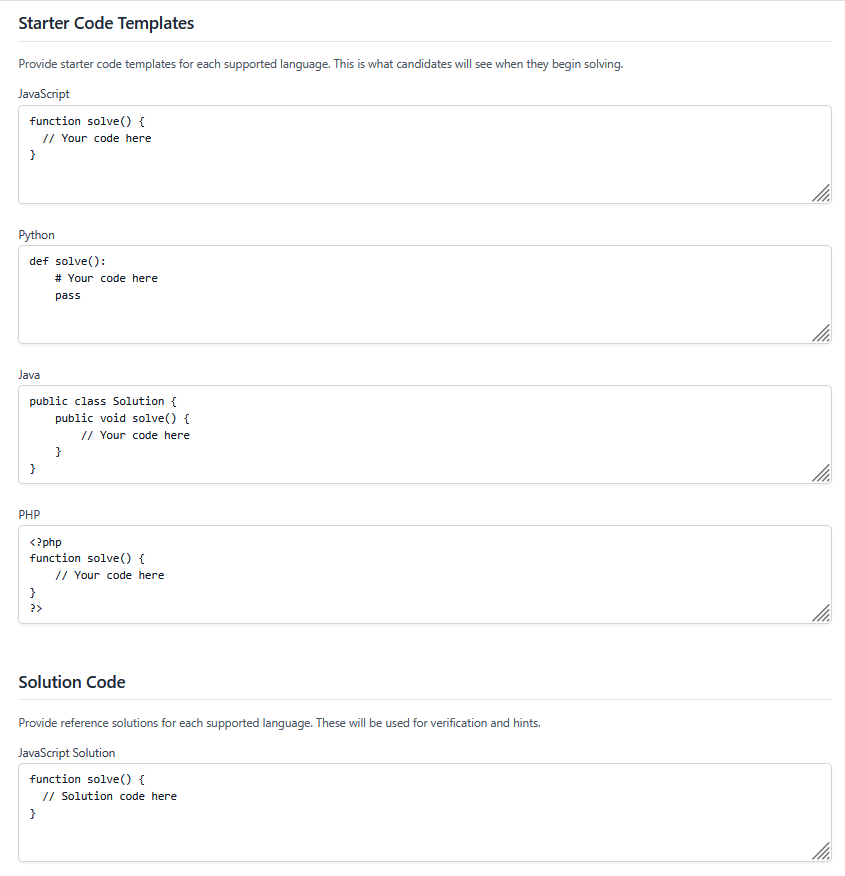 Starter Code Templates
Provide starter code templates for each supported language. This is what candidates will see when they begin solving.
JavaScript
function solve() {
  // Your code here
}
Python
def solve():
    # Your code here
    pass
Java
public class Solution {
    public void solve() {
        // Your code here
    }
}
PHP
<?php
function solve() {
    // Your code here
}
?>
Solution Code
Provide reference solutions for each supported language. These will be used for verification and hints.
JavaScript Solution
function solve() {
  // Solution code here
}